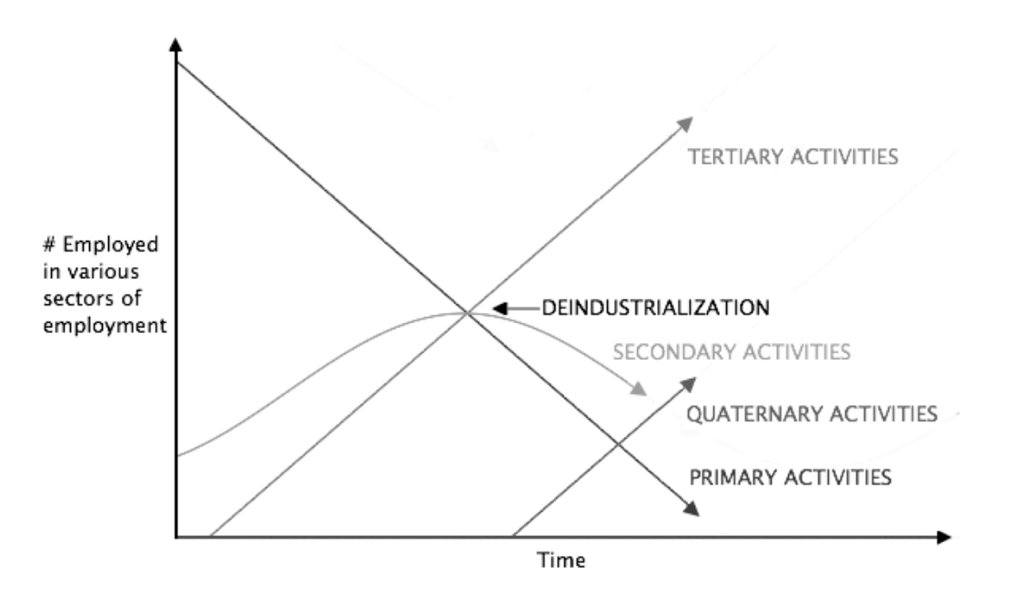 # Employed
in various
sectors of
employment
TERTIARY ACTIVITIES
DEINDUSTRIALIZATION
SECONDARY ACTIVITIES
QUATERNARY ACTIVITIES
PRIMARY ACTIVITIES
Time